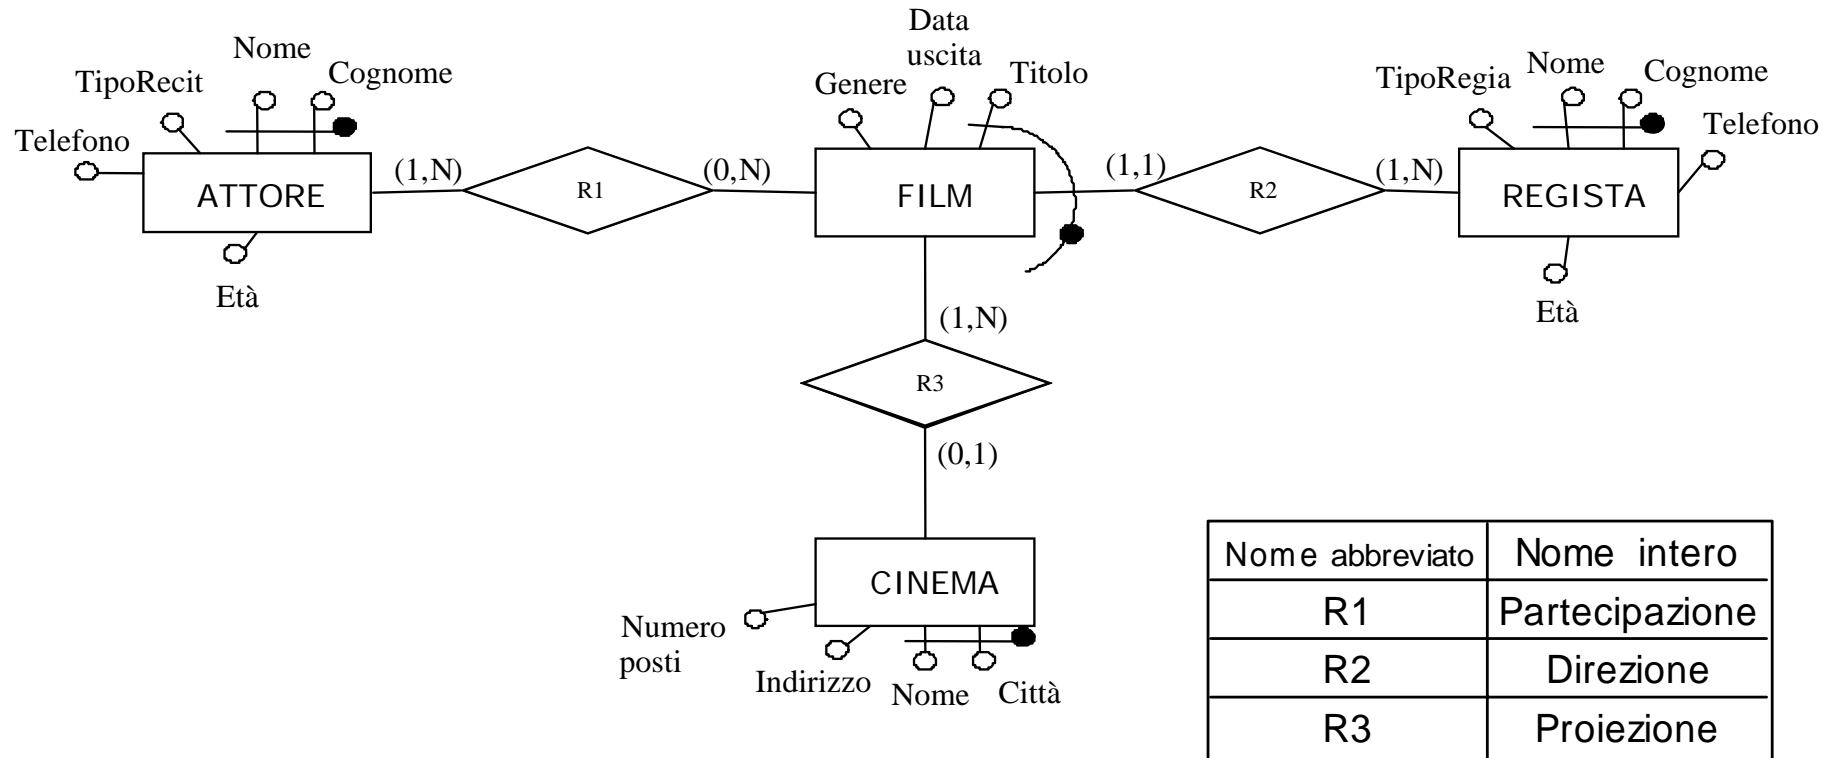 Data
uscita
Nome
Cognome
TipoRecit
Telefono
Genere
Titolo
TipoRegia
Nome
Cognome
Telefono
ATTORE
(1,N)
R1
(0,N)
FILM
(1,1)
R2
(1,N)
REGISTA
Età
Età
(1,N)
R3
(0,1)
CINEMA
Numero
posti
Indirizzo
Nome
Città
Nome abbreviato Nome intero
R1 Partecipazione
R2 Direzione
R3 Proiezione